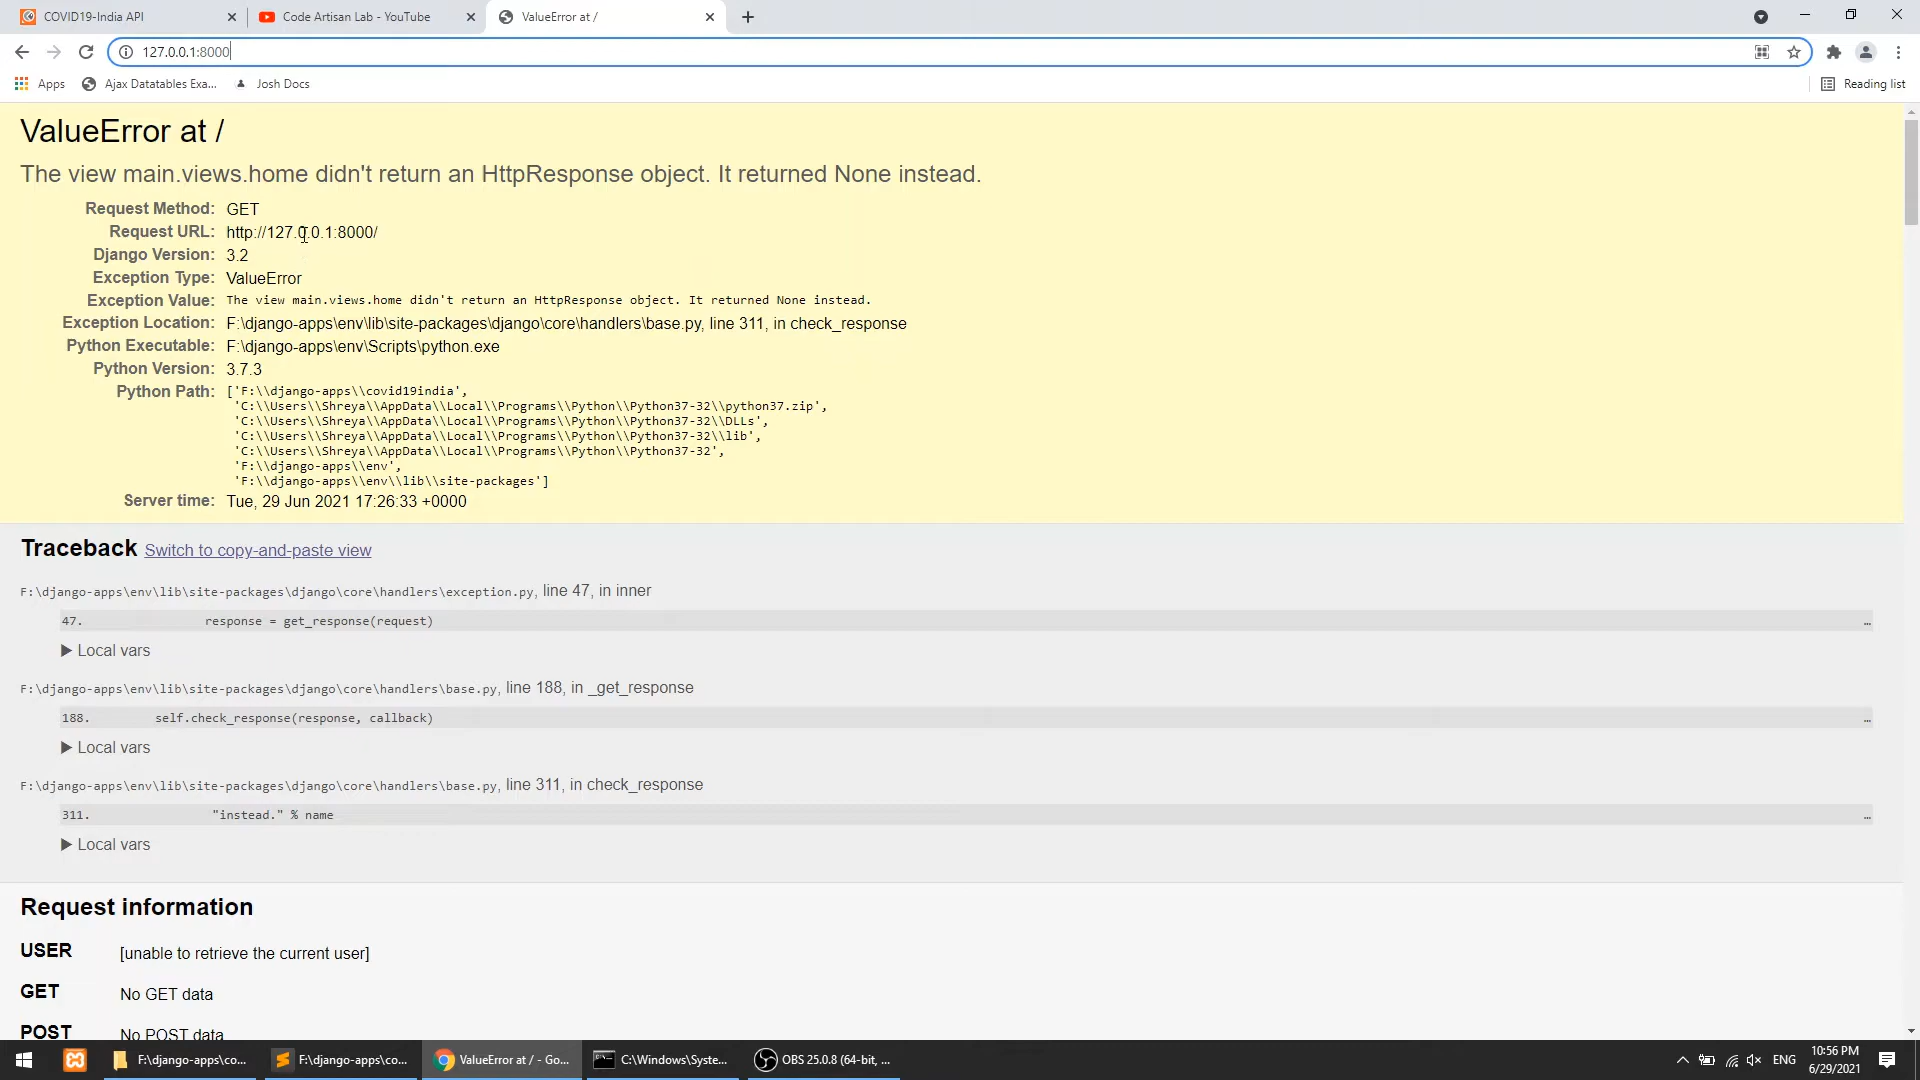 COVID19-India API
Code Artisan Lab - YouTube
ValueError at /
127.0.0.1:8000
Apps
Ajax Datatables Exa...
Josh Docs
Reading list
ValueError at /
The view main.views.home didn't return an HttpResponse object. It returned None instead.
Request Method: GET
Request URL: http://127.0.0.1:8000/
Django Version: 3.2
Exception Type: ValueError
Exception Value: The view main.views.home didn't return an HttpResponse object. It returned None instead.
Exception Location: F:\django-apps\env\lib\site-packages\django\core\handlers\base.py, line 311, in check_response
Python Executable: F:\django-apps\env\Scripts\python.exe
Python Version: 3.7.3
Python Path: ['F:\\django-apps\\covid19india',
'C:\\Users\\Shreya\\AppData\\Local\\Programs\\Python\\Python37-32\\python37.zip',
'C:\\Users\\Shreya\\AppData\\Local\\Programs\\Python\\Python37-32\\DLLs',
'C:\\Users\\Shreya\\AppData\\Local\\Programs\\Python\\Python37-32\\lib',
'C:\\Users\\Shreya\\AppData\\Local\\Programs\\Python\\Python37-32',
'F:\\django-apps\\env',
'F:\\django-apps\\env\\lib\\site-packages']
Server time: Tue, 29 Jun 2021 17:26:33 +0000
Traceback Switch to copy-and-paste view
F:\django-apps\env\lib\site-packages\django\core\handlers\exception.py, line 47, in inner
47. response = get_response(request) …
▶ Local vars
F:\django-apps\env\lib\site-packages\django\core\handlers\base.py, line 188, in _get_response
188. self.check_response(response, callback) …
▶ Local vars
F:\django-apps\env\lib\site-packages\django\core\handlers\base.py, line 311, in check_response
311. "instead." % name …
▶ Local vars
Request information
USER [unable to retrieve the current user]
GET No GET data
POST No POST data
F:\django-apps\co...
F:\django-apps\co...
ValueError at / - Go...
C:\Windows\Syste...
OBS 25.0.8 (64-bit, ...
ENG
10:56 PM
6/29/2021